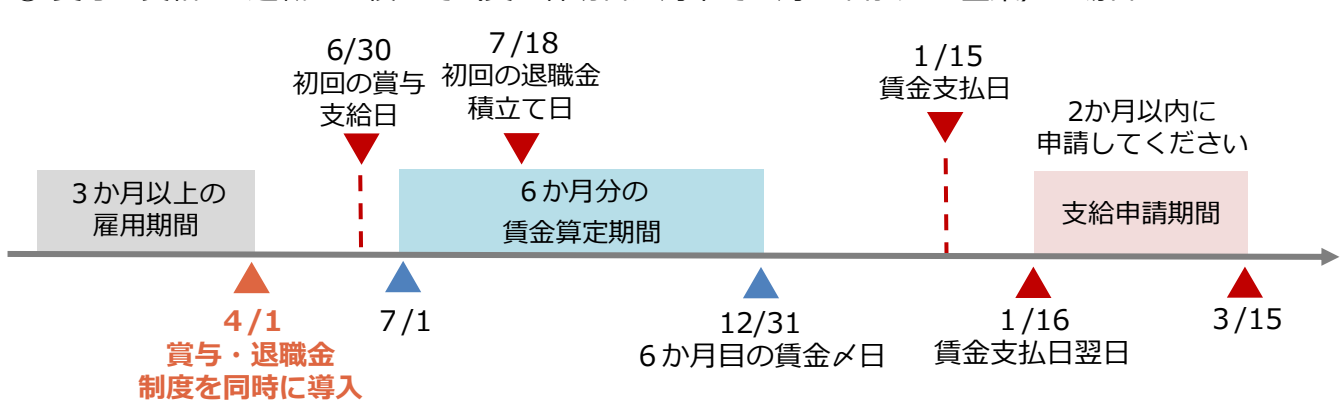 6/30
初回の賞与
支給日
7/18
初回の退職金
積立て日
1/15
賃金支払日
2か月以内に
申請してください
3か月以上の
雇用期間
6か月分の
賃金算定期間
支給申請期間
4/1
賞与・退職金
制度を同時に導入
7/1
12/31
6か月目の賃金〆日
1/16
賃金支払日翌日
3/15